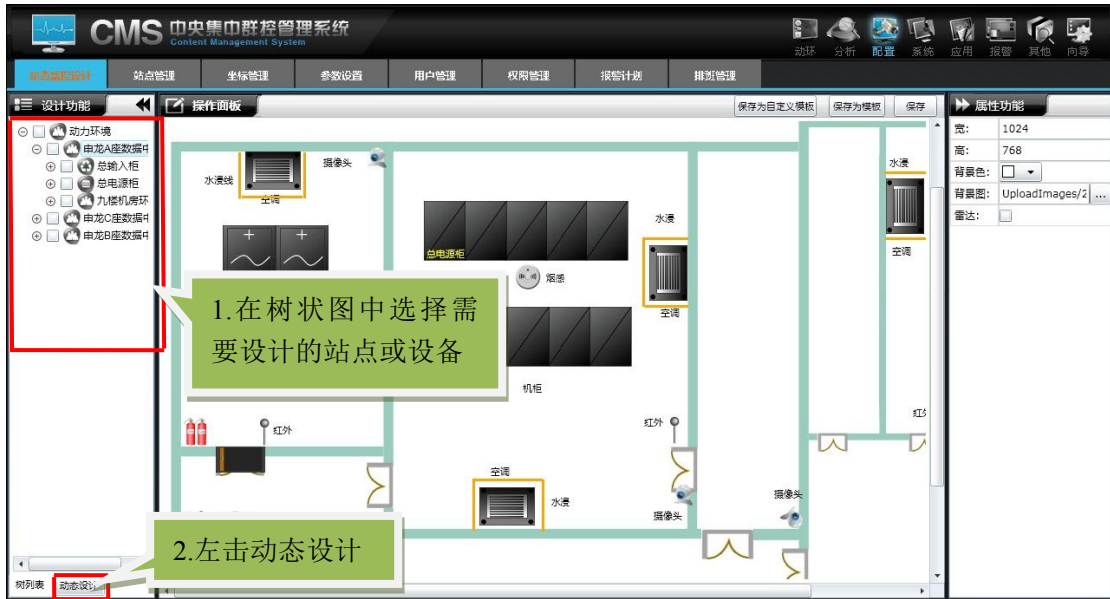 CMS 中央集中群控管理系统
Content Management System
动环 分析 配置 系统 应用 报警 其他 向导
动态监控设计 站点管理 坐标管理 参数设置 用户管理 权限管理 报警计划 排班管理
设计功能
操作面板
保存为自定义模板 保存为模板 保存
属性功能
动力环境
申龙A座数据中
总输入柜
总电源柜
九楼机房环
申龙C座数据中
申龙B座数据中
宽: 1024
高: 768
背景色:
背景图: UploadImages/2 ...
雷达:
水浸线
空调
摄像头
总电源柜
烟感
水浸
空调
水浸
空调
1.在树状图中选择需
要设计的站点或设备
机柜
红外
红外
空调
水浸
摄像头
摄像头
2.左击动态设计
树列表 动态设计